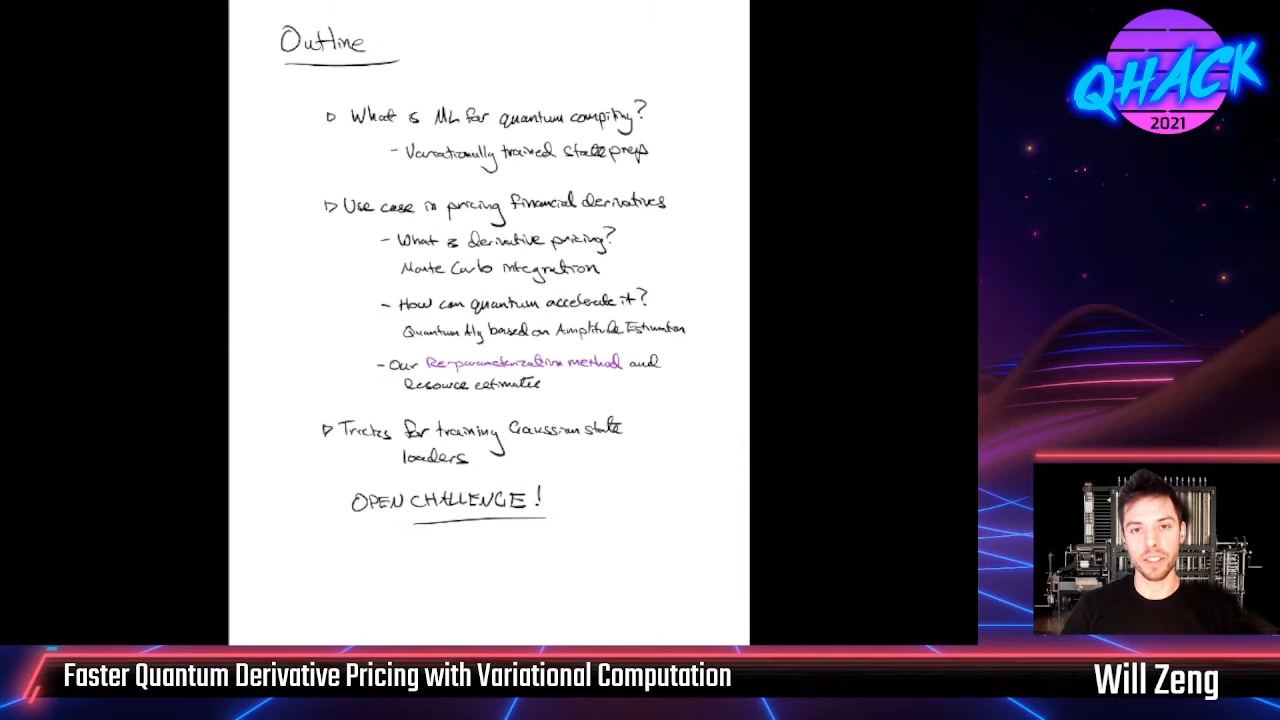 Outline
What is ML for quantum computing?
- Variationally trained state prep
Use case in pricing financial derivatives
- What is derivative pricing?
Monte Carlo integration
- How can quantum accelerate it?
Quantum Alg based on Amplitude Estimation
- Our Re-parameterization method and
Resource estimates
Tricks for training Gaussian state
loaders
OPEN CHALLENGE!
QHACK
2021
Faster Quantum Derivative Pricing with Variational Computation
Will Zeng